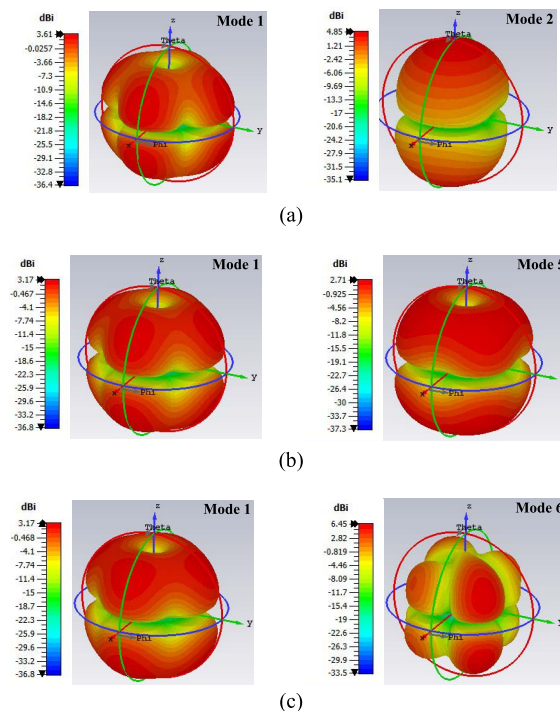 dBi
3.61
-0.0257
-3.66
-7.3
-10.9
-14.6
-18.2
-21.8
-25.5
-29.1
-32.7
-36.4
z
Mode 1
Theta
y
x
Phi
dBi
4.85
2.42
1.21
-2.42
-6.06
-9.69
-13.3
-17
-20.6
-24.2
-27.9
-31.5
-35.1
z
Mode 2
Theta
y
x
Phi
(a)
dBi
3.17
-0.467
-4.1
-7.74
-11.4
-15
-18.6
-22.3
-25.9
-29.6
-33.2
-36.8
z
Mode 1
Theta
y
x
Phi
dBi
2.71
-0.925
-4.56
-8.2
-11.8
-15.5
-19.1
-22.7
-26.4
-30
-33.7
-37.3
z
Mode 5
Theta
y
x
Phi
(b)
dBi
3.17
-0.468
-4.1
-7.74
-11.4
-15
-18.6
-22.3
-25.9
-29.6
-33.2
-36.8
z
Mode 1
Theta
y
x
Phi
dBi
6.45
2.82
-0.819
-4.46
-8.09
-11.7
-15.4
-19
-22.6
-26.3
-29.9
-33.5
z
Mode 6
Theta
y
x
Phi
(c)